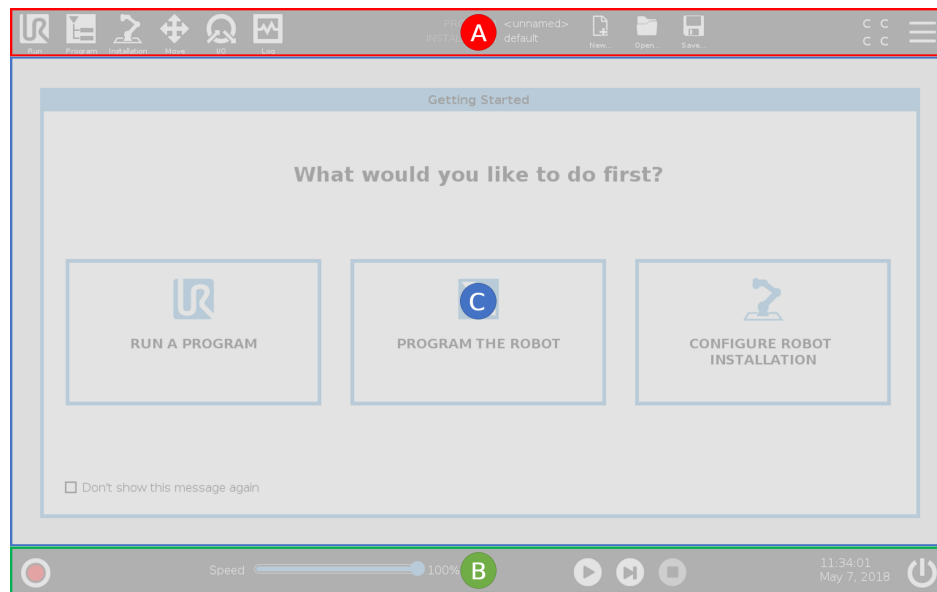 PR <unnamed>
INSTA default
A
Run Program Installation Move I/O Log
New... Open... Save...
C C
C C
Getting Started
What would you like to do first?
C
RUN A PROGRAM
PROGRAM THE ROBOT
CONFIGURE ROBOT
INSTALLATION
Don't show this message again
Speed 100%
B
11:34:01
May 7, 2018